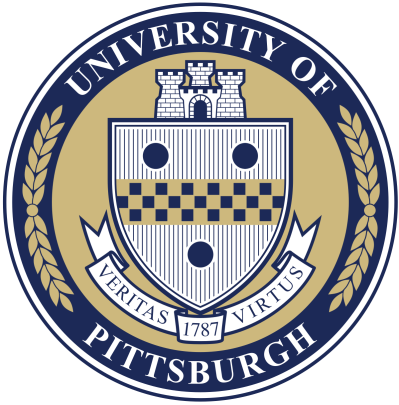 UNIVERSITY OF
VERITAS VIRTUS
1787
PITTSBURGH